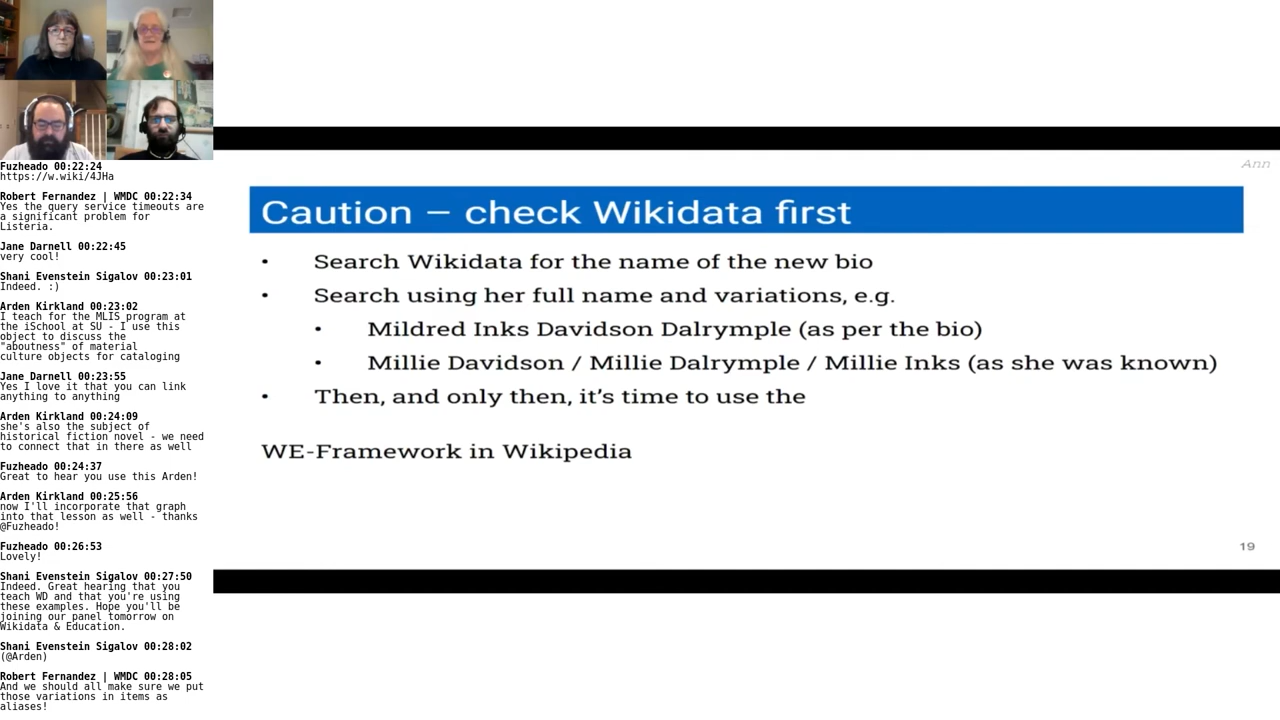 Fuzheado 00:22:24
https://w.wiki/4JHa
Robert Fernandez | WMDC 00:22:34
Yes the query service timeouts are
a significant problem for
Listeria.
Jane Darnell 00:22:45
very cool!
Shani Evenstein Sigalov 00:23:01
Indeed. :)
Arden Kirkland 00:23:02
I teach for the MLIS program at
the iSchool at SU - I use this
object to discuss the
"aboutness" of material
culture objects for cataloging
Jane Darnell 00:23:55
Yes I love it that you can link
anything to anything
Arden Kirkland 00:24:09
she's also the subject of
historical fiction novel - we need
to connect that in there as well
Fuzheado 00:24:37
Great to hear you use this Arden!
Arden Kirkland 00:25:56
now I'll incorporate that graph
into that lesson as well - thanks
@Fuzheado!
Fuzheado 00:26:53
Lovely!
Shani Evenstein Sigalov 00:27:50
Indeed. Great hearing that you
teach WD and that you're using
these examples. Hope you'll be
joining our panel tomorrow on
Wikidata & Education.
Shani Evenstein Sigalov 00:28:02
(@Arden)
Robert Fernandez | WMDC 00:28:05
And we should all make sure we put
those variations in items as
aliases!
Ann
Caution – check Wikidata first
• Search Wikidata for the name of the new bio
• Search using her full name and variations, e.g.
• Mildred Inks Davidson Dalrymple (as per the bio)
• Millie Davidson / Millie Dalrymple / Millie Inks (as she was known)
• Then, and only then, it’s time to use the
WE-Framework in Wikipedia
19